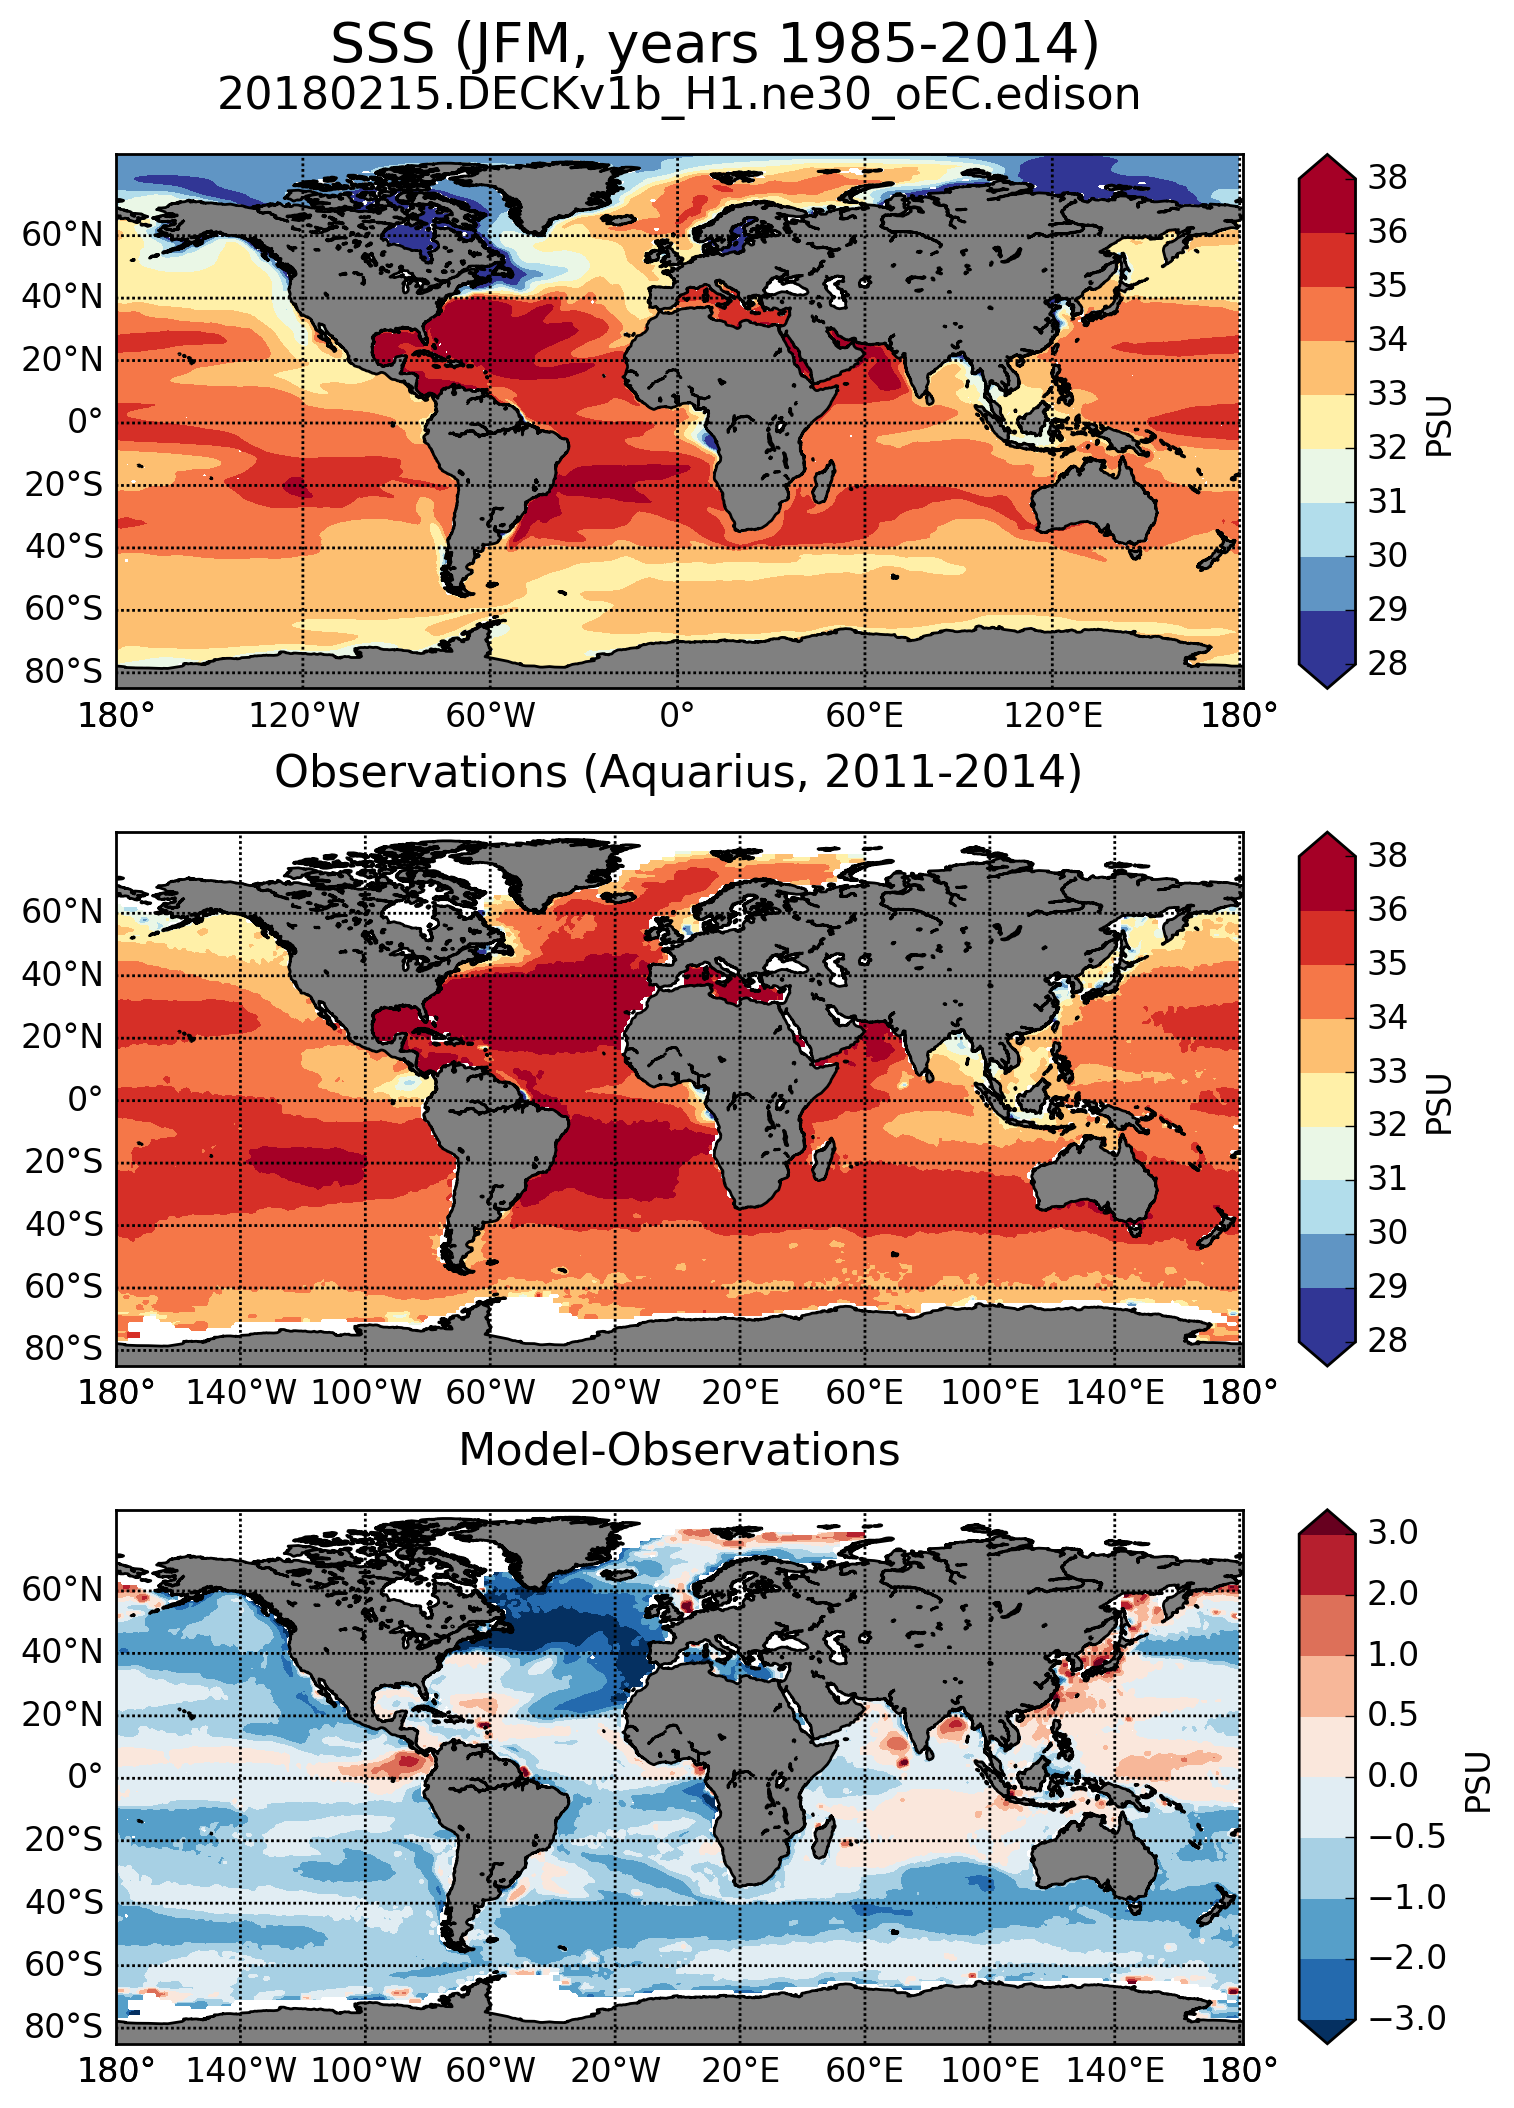 SSS (JFM, years 1985-2014)
20180215.DECKv1b_H1.ne30_oEC.edison
60°N
40°N
20°N
0°
20°S
40°S
60°S
80°S
180° 120°W 60°W 0° 60°E 120°E 180°
38
36
35
34
33
32
31
30
29
28
PSU
Observations (Aquarius, 2011-2014)
60°N
40°N
20°N
0°
20°S
40°S
60°S
80°S
180° 140°W 100°W 60°W 20°W 20°E 60°E 100°E 140°E 180°
38
36
35
34
33
32
31
30
29
28
PSU
Model-Observations
60°N
40°N
20°N
0°
20°S
40°S
60°S
80°S
180° 140°W 100°W 60°W 20°W 20°E 60°E 100°E 140°E 180°
3.0
2.0
1.0
0.5
0.0
−0.5
−1.0
−2.0
−3.0
PSU